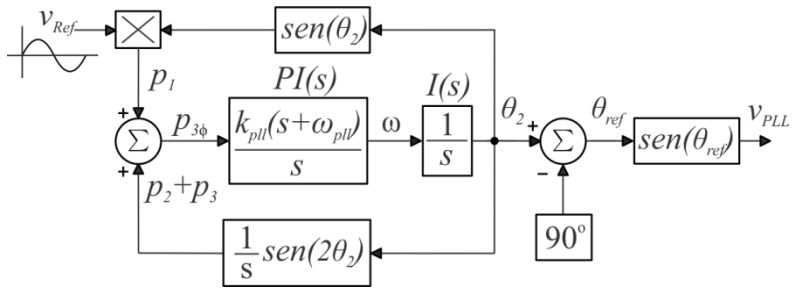 v_Ref
sen(θ_2)
p_1
PI(s)
I(s)
+
Σ
+
p_3ϕ
k_pll(s+ω_pll)
s
ω
1
s
θ_2
+
Σ
-
θ_ref
sen(θ_ref)
v_PLL
p_2+p_3
1
s
sen(2θ_2)
90º